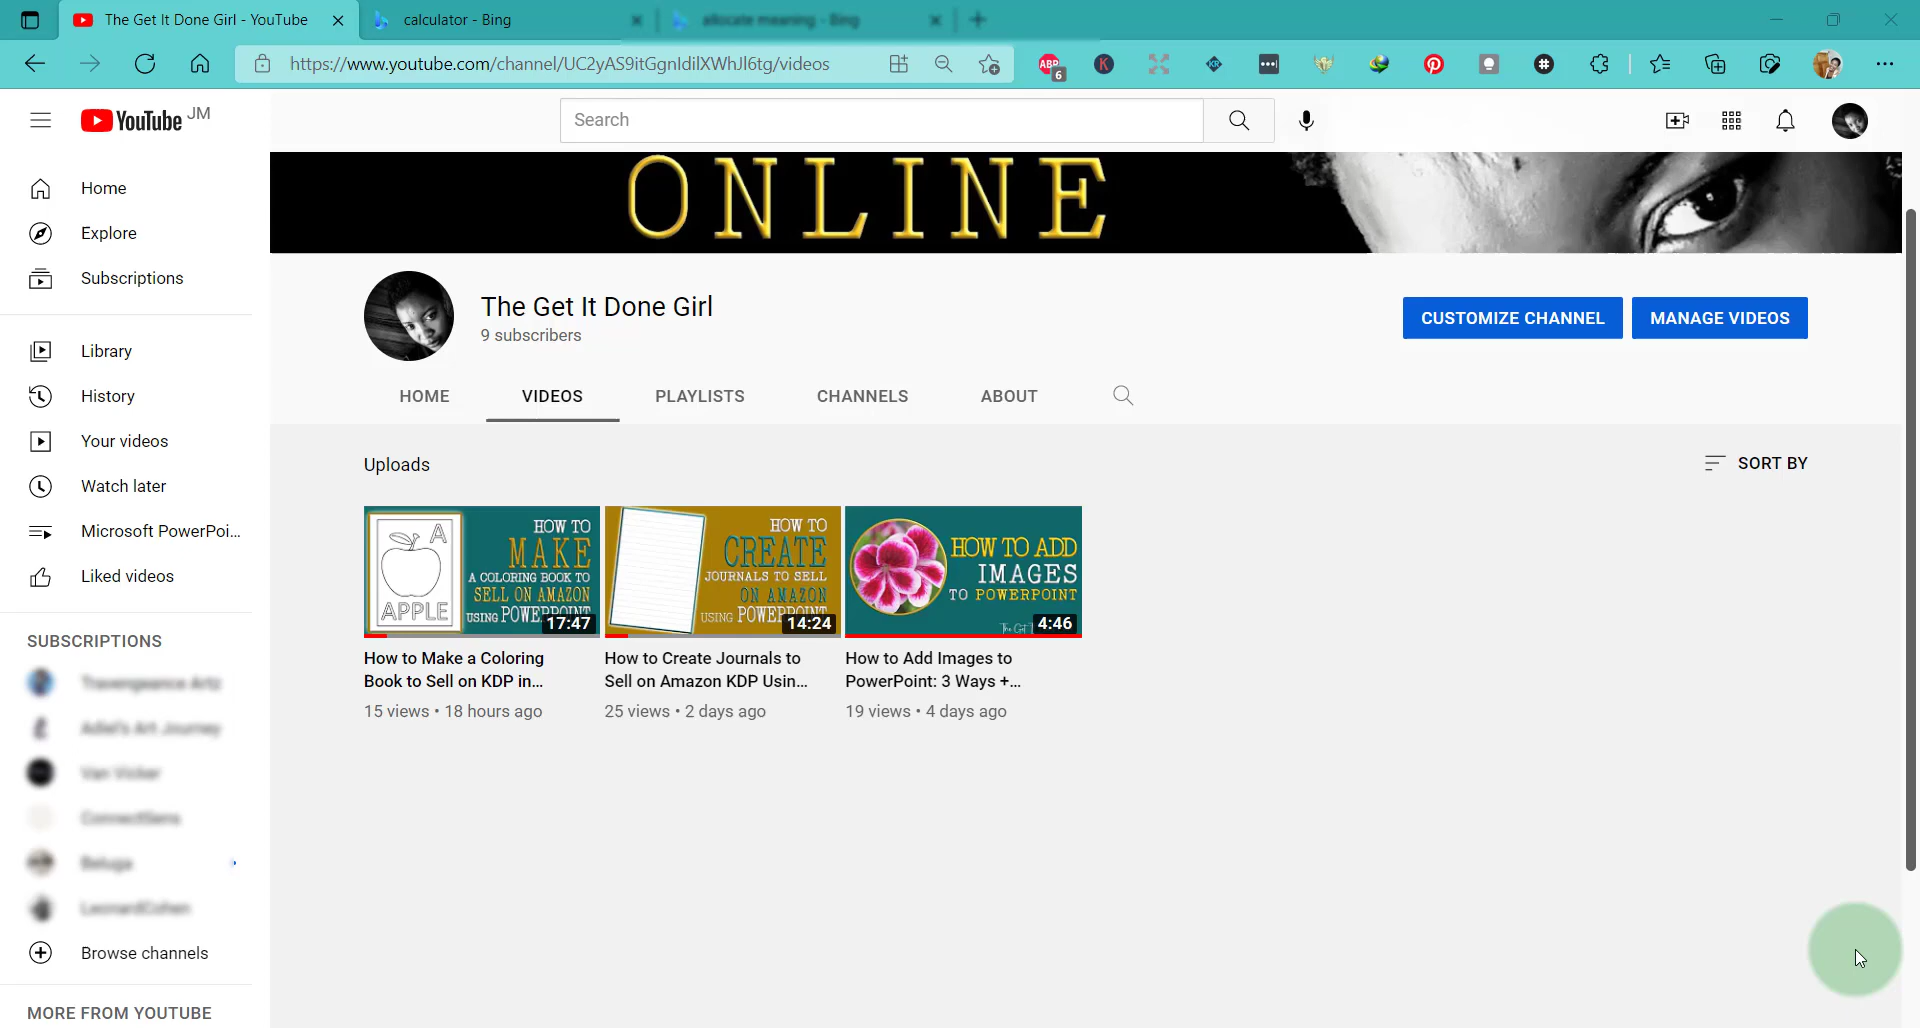 The Get It Done Girl - YouTube
calculator - Bing
allocate meaning - Bing
https://www.youtube.com/channel/UC2yAS9itGgnIdiIXWhJl6tg/videos
ABP
6
K
YouTube JM
Search
Home
Explore
Subscriptions
Library
History
Your videos
Watch later
Microsoft PowerPoi...
Liked videos
SUBSCRIPTIONS
Browse channels
MORE FROM YOUTUBE
ONLINE
The Get It Done Girl
9 subscribers
CUSTOMIZE CHANNEL
MANAGE VIDEOS
HOME
VIDEOS
PLAYLISTS
CHANNELS
ABOUT
Uploads
SORT BY
A
APPLE
HOW TO
MAKE
A COLORING BOOK TO
SELL ON AMAZON
USING POWERPOINT
17:47
How to Make a Coloring
Book to Sell on KDP in...
15 views • 18 hours ago
HOW TO
CREATE
JOURNALS TO SELL
ON AMAZON
USING POWERPOINT
14:24
How to Create Journals to
Sell on Amazon KDP Usin...
25 views • 2 days ago
HOW TO ADD
IMAGES
TO POWERPOINT
4:46
How to Add Images to
PowerPoint: 3 Ways +...
19 views • 4 days ago